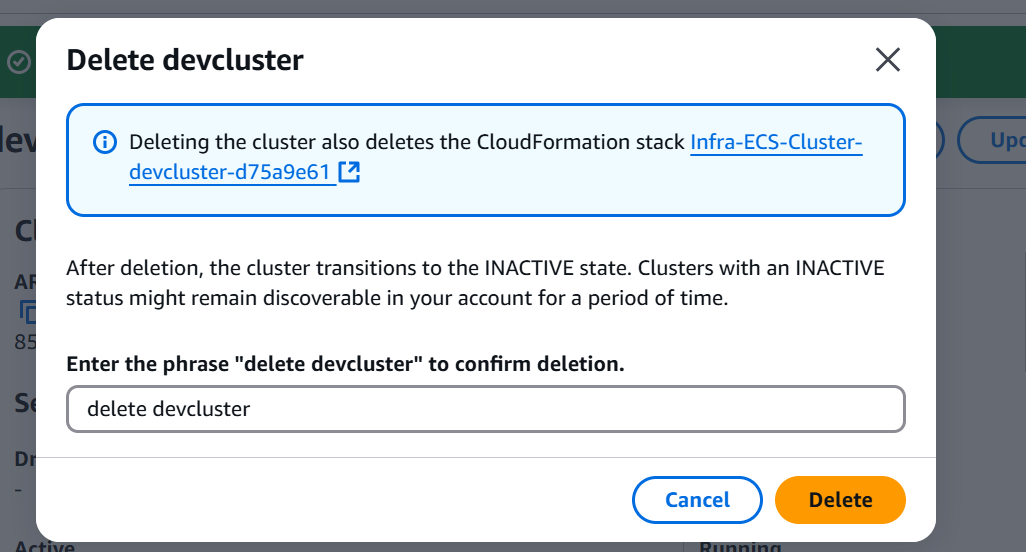 Delete devcluster
Deleting the cluster also deletes the CloudFormation stack Infra-ECS-Cluster-
devcluster-d75a9e61
After deletion, the cluster transitions to the INACTIVE state. Clusters with an INACTIVE
status might remain discoverable in your account for a period of time.
Enter the phrase "delete devcluster" to confirm deletion.
delete devcluster
Cancel
Delete
Active
Running